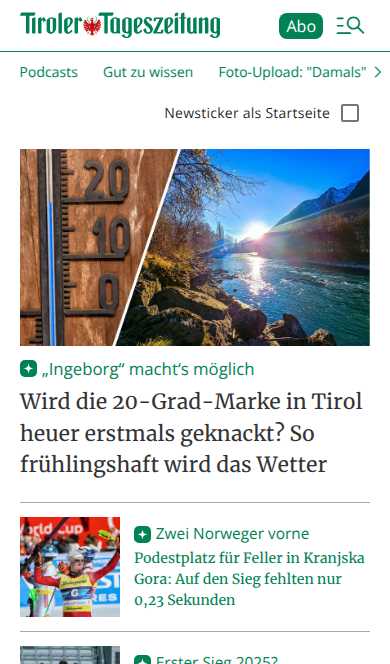 Tiroler Tageszeitung
Abo
Podcasts Gut zu wissen Foto-Upload: "Damals"
Newsticker als Startseite
20
10
0
„Ingeborg“ macht’s möglich
Wird die 20-Grad-Marke in Tirol
heuer erstmals geknackt? So
frühlingshaft wird das Wetter
Zwei Norweger vorne
Podestplatz für Feller in Kranjska
Gora: Auf den Sieg fehlten nur
0,23 Sekunden
Erster Sieg 2025?